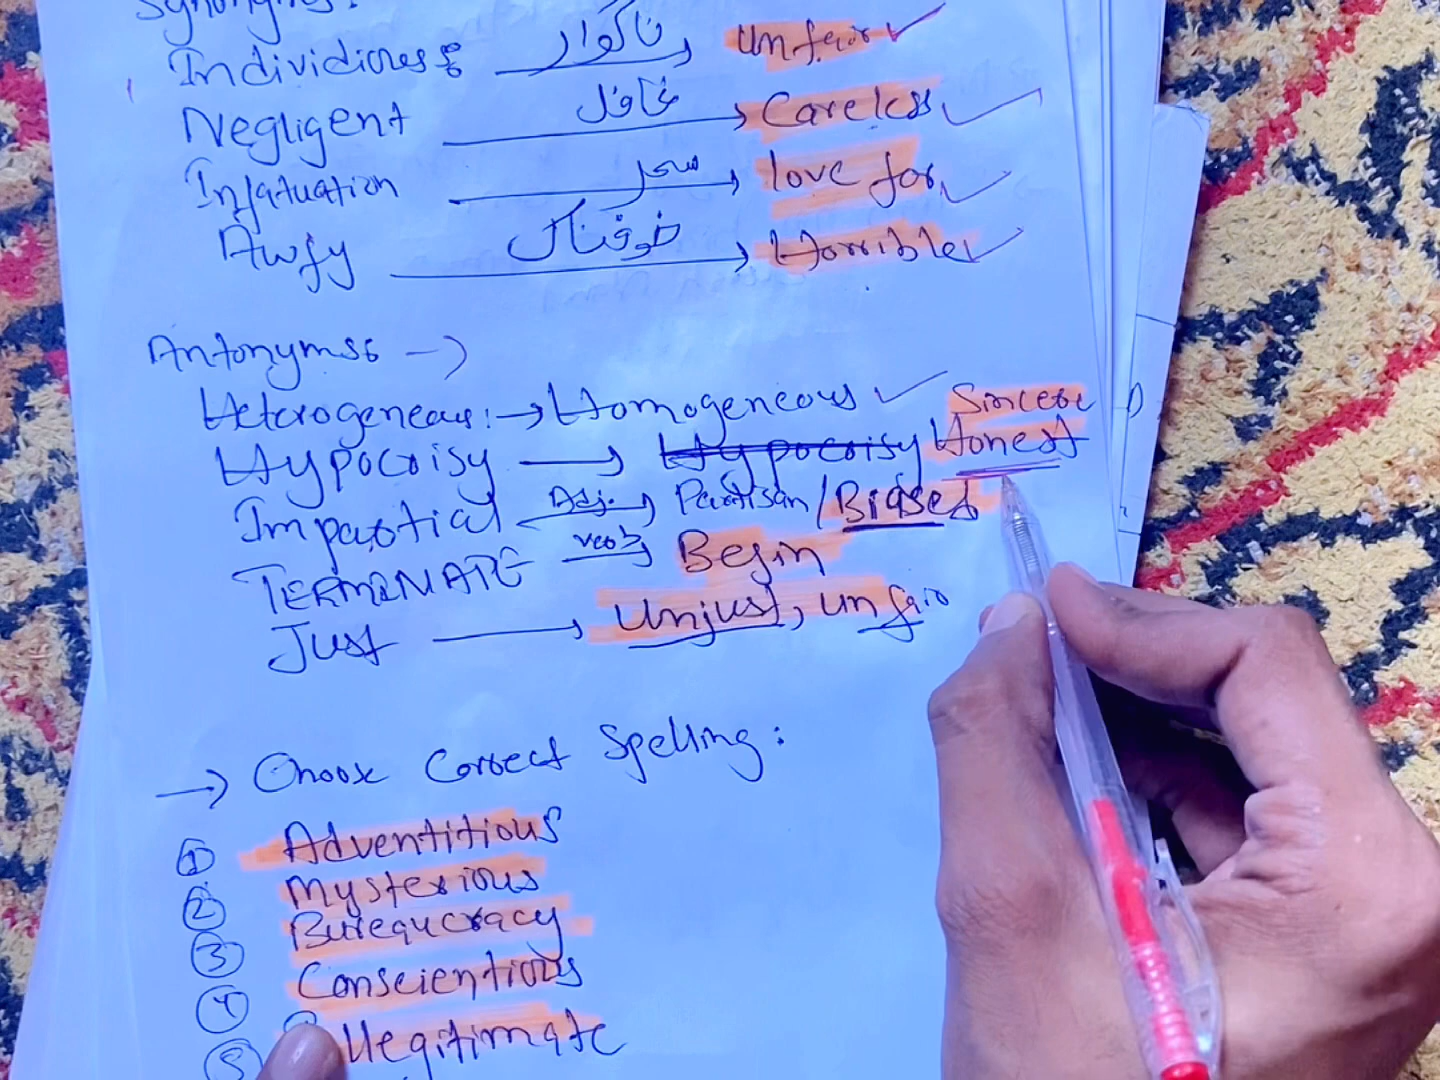 Synonyms:
Individious: ناگوار → Unfair ✓
Negligent غافل → Careless ✓
Infatuation سحر → love for ✓
Awfy خوفناک → Horrible ✓
Antonyms: →
Heterogeneous: → Homogeneous ✓ Sincere
Hypocrisy → Hypocrisy Honest
Impartial Adj. → Partisan / Biased
TERMINATE verb → Begin
Just → Unjust, unfair
→ Choose Correct Spelling:
① Adventitious
② Mysterious
③ Bureaucracy
④ Conscientious
⑤ Illegitimate